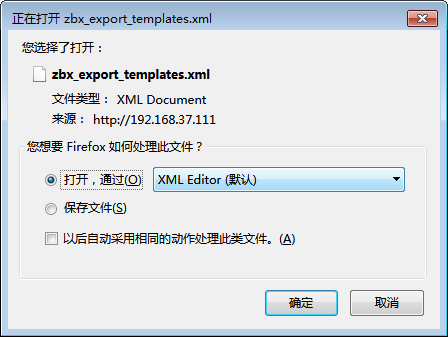 正在打开 zbx_export_templates.xml
您选择了打开：
zbx_export_templates.xml
文件类型： XML Document
来源： http://192.168.37.111
您想要 Firefox 如何处理此文件？
打开，通过(O) XML Editor (默认)
保存文件(S)
以后自动采用相同的动作处理此类文件。(A)
确定 取消